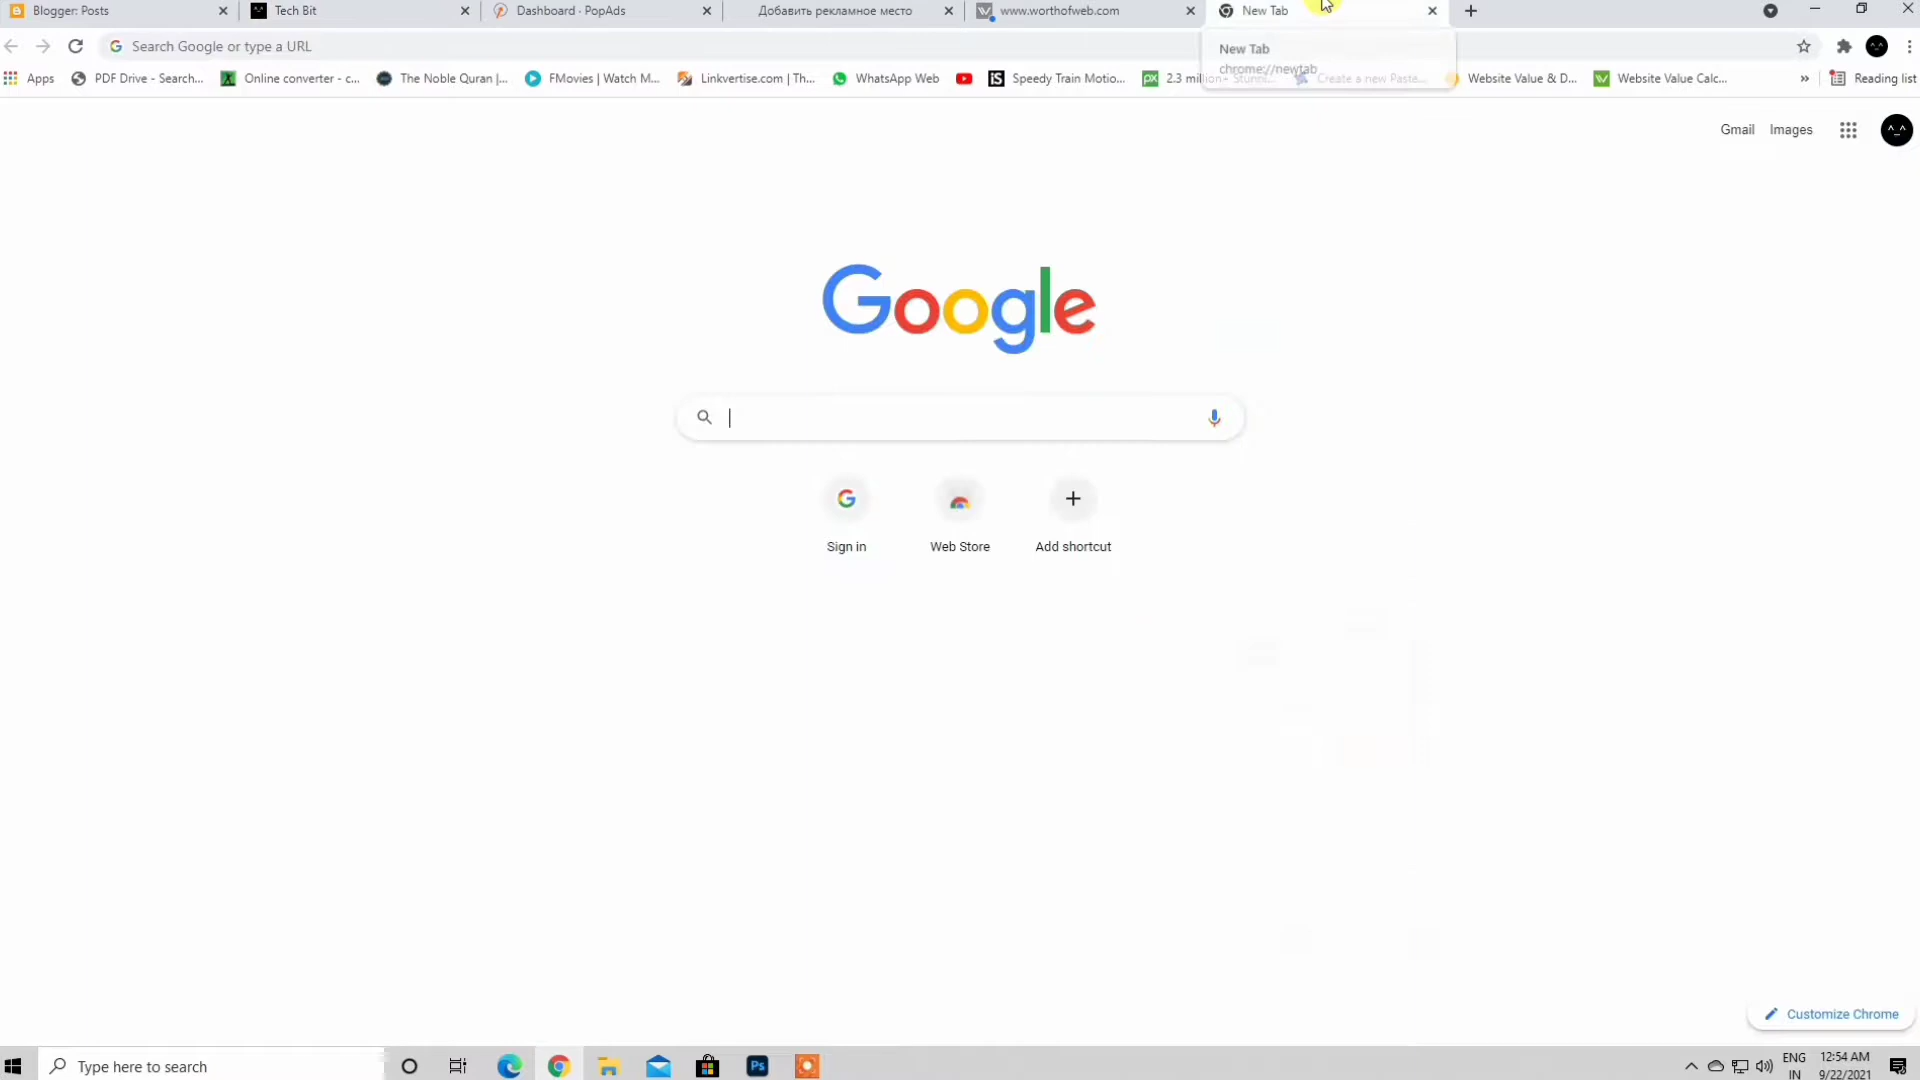 Blogger: Posts
Tech Bit
Dashboard - PopAds
Добавить рекламное место
www.worthofweb.com
New Tab
Search Google or type a URL
New Tab
chrome://newtab
Apps
PDF Drive - Search...
Online converter - c...
The Noble Quran |...
FMovies | Watch M...
Linkvertise.com | Th...
WhatsApp Web
iS
Speedy Train Motio...
px
2.3 million+ Stunni...
Create a new Paste...
Website Value & D...
Website Value Calc...
»
Reading list
Gmail
Images
^_^
Google
Sign in
Web Store
Add shortcut
Customize Chrome
Type here to search
Ps
ENG
IN
12:54 AM
9/22/2021